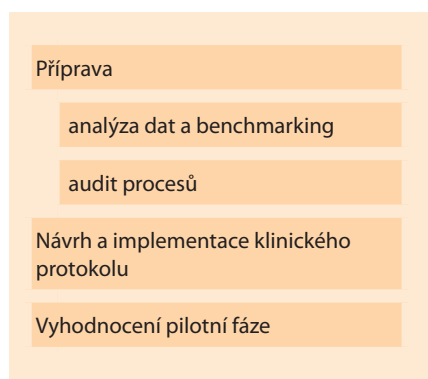 Příprava
analýza dat a benchmarking
audit procesů
Návrh a implementace klinického
protokolu
Vyhodnocení pilotní fáze